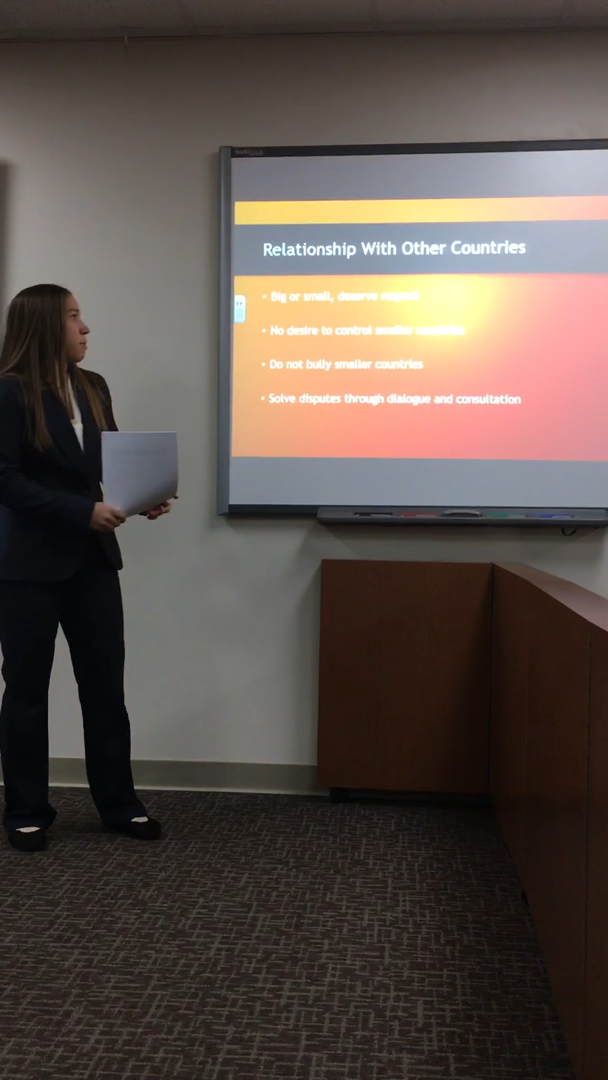 Relationship With Other Countries
• Big or small, deserve respect
• No desire to control smaller countries
• Do not bully smaller countries
• Solve disputes through dialogue and consultation